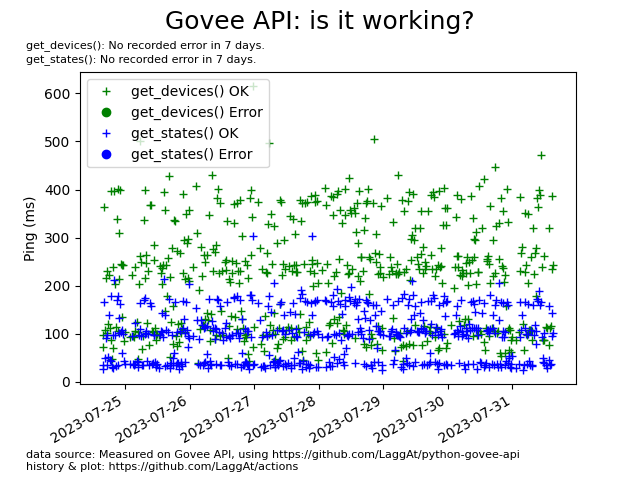 Govee API: is it working?
get_devices(): No recorded error in 7 days.
get_states(): No recorded error in 7 days.
get_devices() OK
get_devices() Error
get_states() OK
get_states() Error
600
500
400
300
200
100
0
Ping (ms)
2023-07-25
2023-07-26
2023-07-27
2023-07-28
2023-07-29
2023-07-30
2023-07-31
data source: Measured on Govee API, using https://github.com/LaggAt/python-govee-api
history & plot: https://github.com/LaggAt/actions